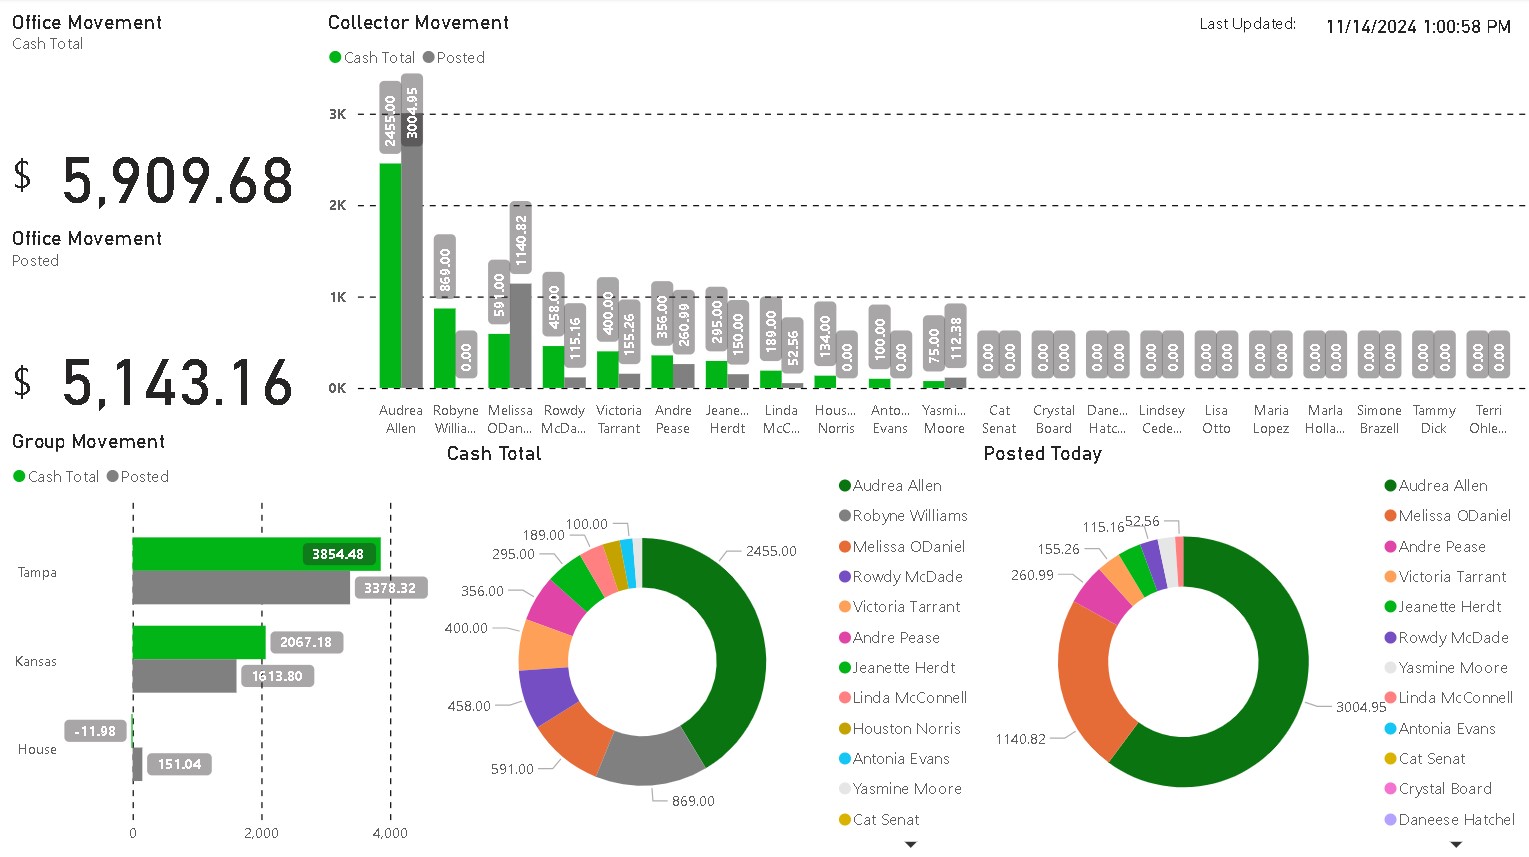 Office Movement
Cash Total
$ 5,909.68
Office Movement
Posted
$ 5,143.16
Collector Movement
Last Updated: 11/14/2024 1:00:58 PM
Cash Total Posted
3K
2K
1K
0K
2455.00 3004.95
869.00 0.00
591.00 1140.82
458.00 115.16
400.00 155.26
356.00 260.99
295.00 150.00
189.00 52.56
134.00 0.00
100.00 0.00
75.00 112.38
0.00 0.00
0.00 0.00
0.00 0.00
0.00 0.00
0.00 0.00
0.00 0.00
0.00 0.00
0.00 0.00
0.00 0.00
0.00 0.00
Audrea Robyne Melissa Rowdy Victoria Andre Jeane... Linda Hous... Anto... Yasmi... Cat Crystal Dane... Lindsey Lisa Maria Marla Simone Tammy Terri
Allen Willia... ODan... McDa... Tarrant Pease Herdt McC... Norris Evans Moore Senat Board Hatc... Cede... Otto Lopez Holla... Brazell Dick Ohle...
Group Movement
Cash Total Posted
Tampa
3854.48
3378.32
Kansas
2067.18
1613.80
House
-11.98
151.04
0 2,000 4,000
Cash Total
100.00
189.00
295.00
356.00
400.00
458.00
591.00
869.00
2455.00
Audrea Allen
Robyne Williams
Melissa ODaniel
Rowdy McDade
Victoria Tarrant
Andre Pease
Jeanette Herdt
Linda McConnell
Houston Norris
Antonia Evans
Yasmine Moore
Cat Senat
Posted Today
52.56
115.16
155.26
260.99
1140.82
3004.95
Audrea Allen
Melissa ODaniel
Andre Pease
Victoria Tarrant
Jeanette Herdt
Rowdy McDade
Yasmine Moore
Linda McConnell
Antonia Evans
Cat Senat
Crystal Board
Daneese Hatchel